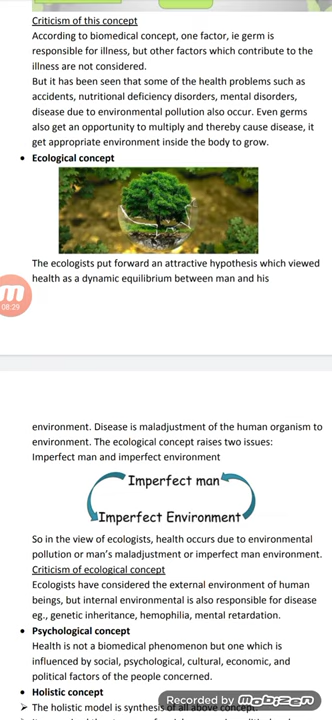 Criticism of this concept
According to biomedical concept, one factor, ie germ is
responsible for illness, but other factors which contribute to the
illness are not considered.
But it has been seen that some of the health problems such as
accidents, nutritional deficiency disorders, mental disorders,
disease due to environmental pollution also occur. Even germs
also get an opportunity to multiply and thereby cause disease, it
get appropriate environment inside the body to grow.
• Ecological concept
The ecologists put forward an attractive hypothesis which viewed
health as a dynamic equilibrium between man and his
08:29
environment. Disease is maladjustment of the human organism to
environment. The ecological concept raises two issues:
Imperfect man and imperfect environment
Imperfect man
Imperfect Environment
So in the view of ecologists, health occurs due to environmental
pollution or man's maladjustment or imperfect man environment.
Criticism of ecological concept
Ecologists have considered the external environment of human
beings, but internal environmental is also responsible for disease
eg., genetic inheritance, hemophilia, mental retardation.
• Psychological concept
Health is not a biomedical phenomenon but one which is
influenced by social, psychological, cultural, economic, and
political factors of the people concerned.
• Holistic concept
➤ The holistic model is synthesis of all above concept.
Recorded by Mobizen